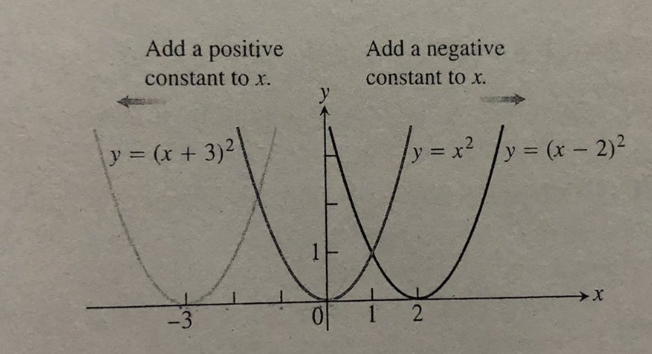 Add a positive
constant to x.
Add a negative
constant to x.
y
y = (x + 3)²
y = x²
y = (x − 2)²
1
x
−3
0
1
2